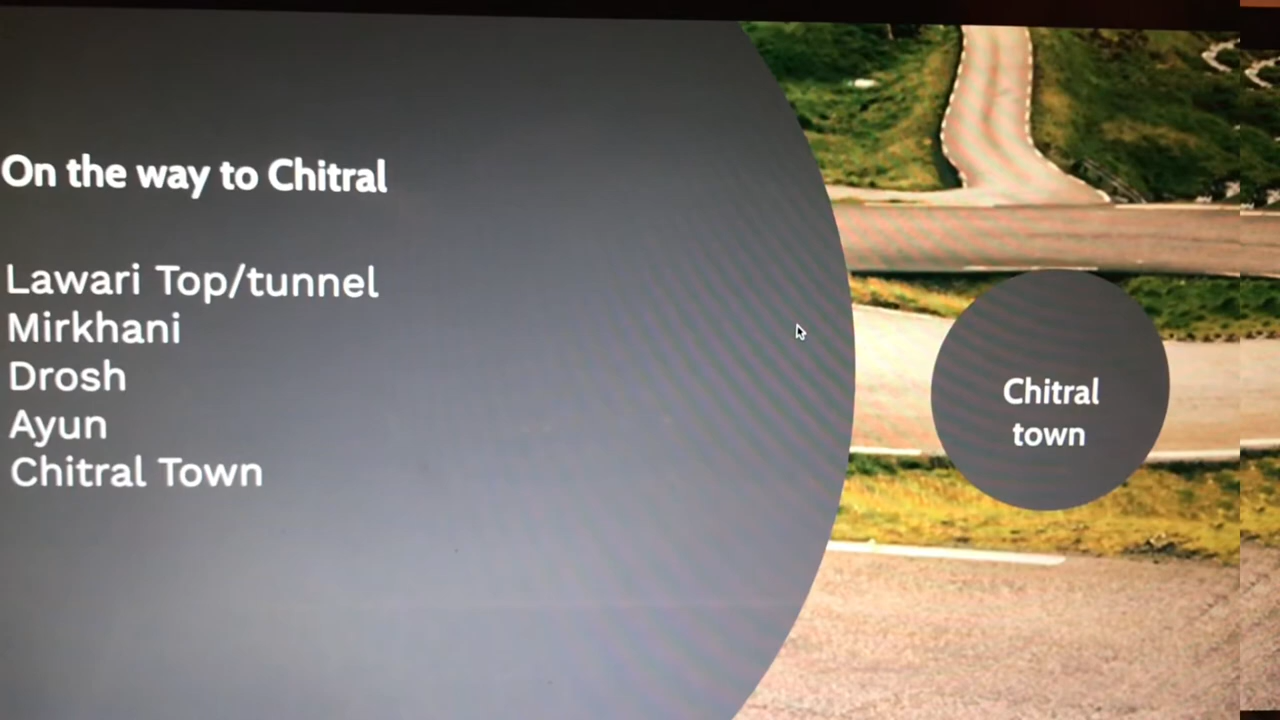 On the way to Chitral
Lawari Top/tunnel
Mirkhani
Drosh
Ayun
Chitral Town
Chitral
town